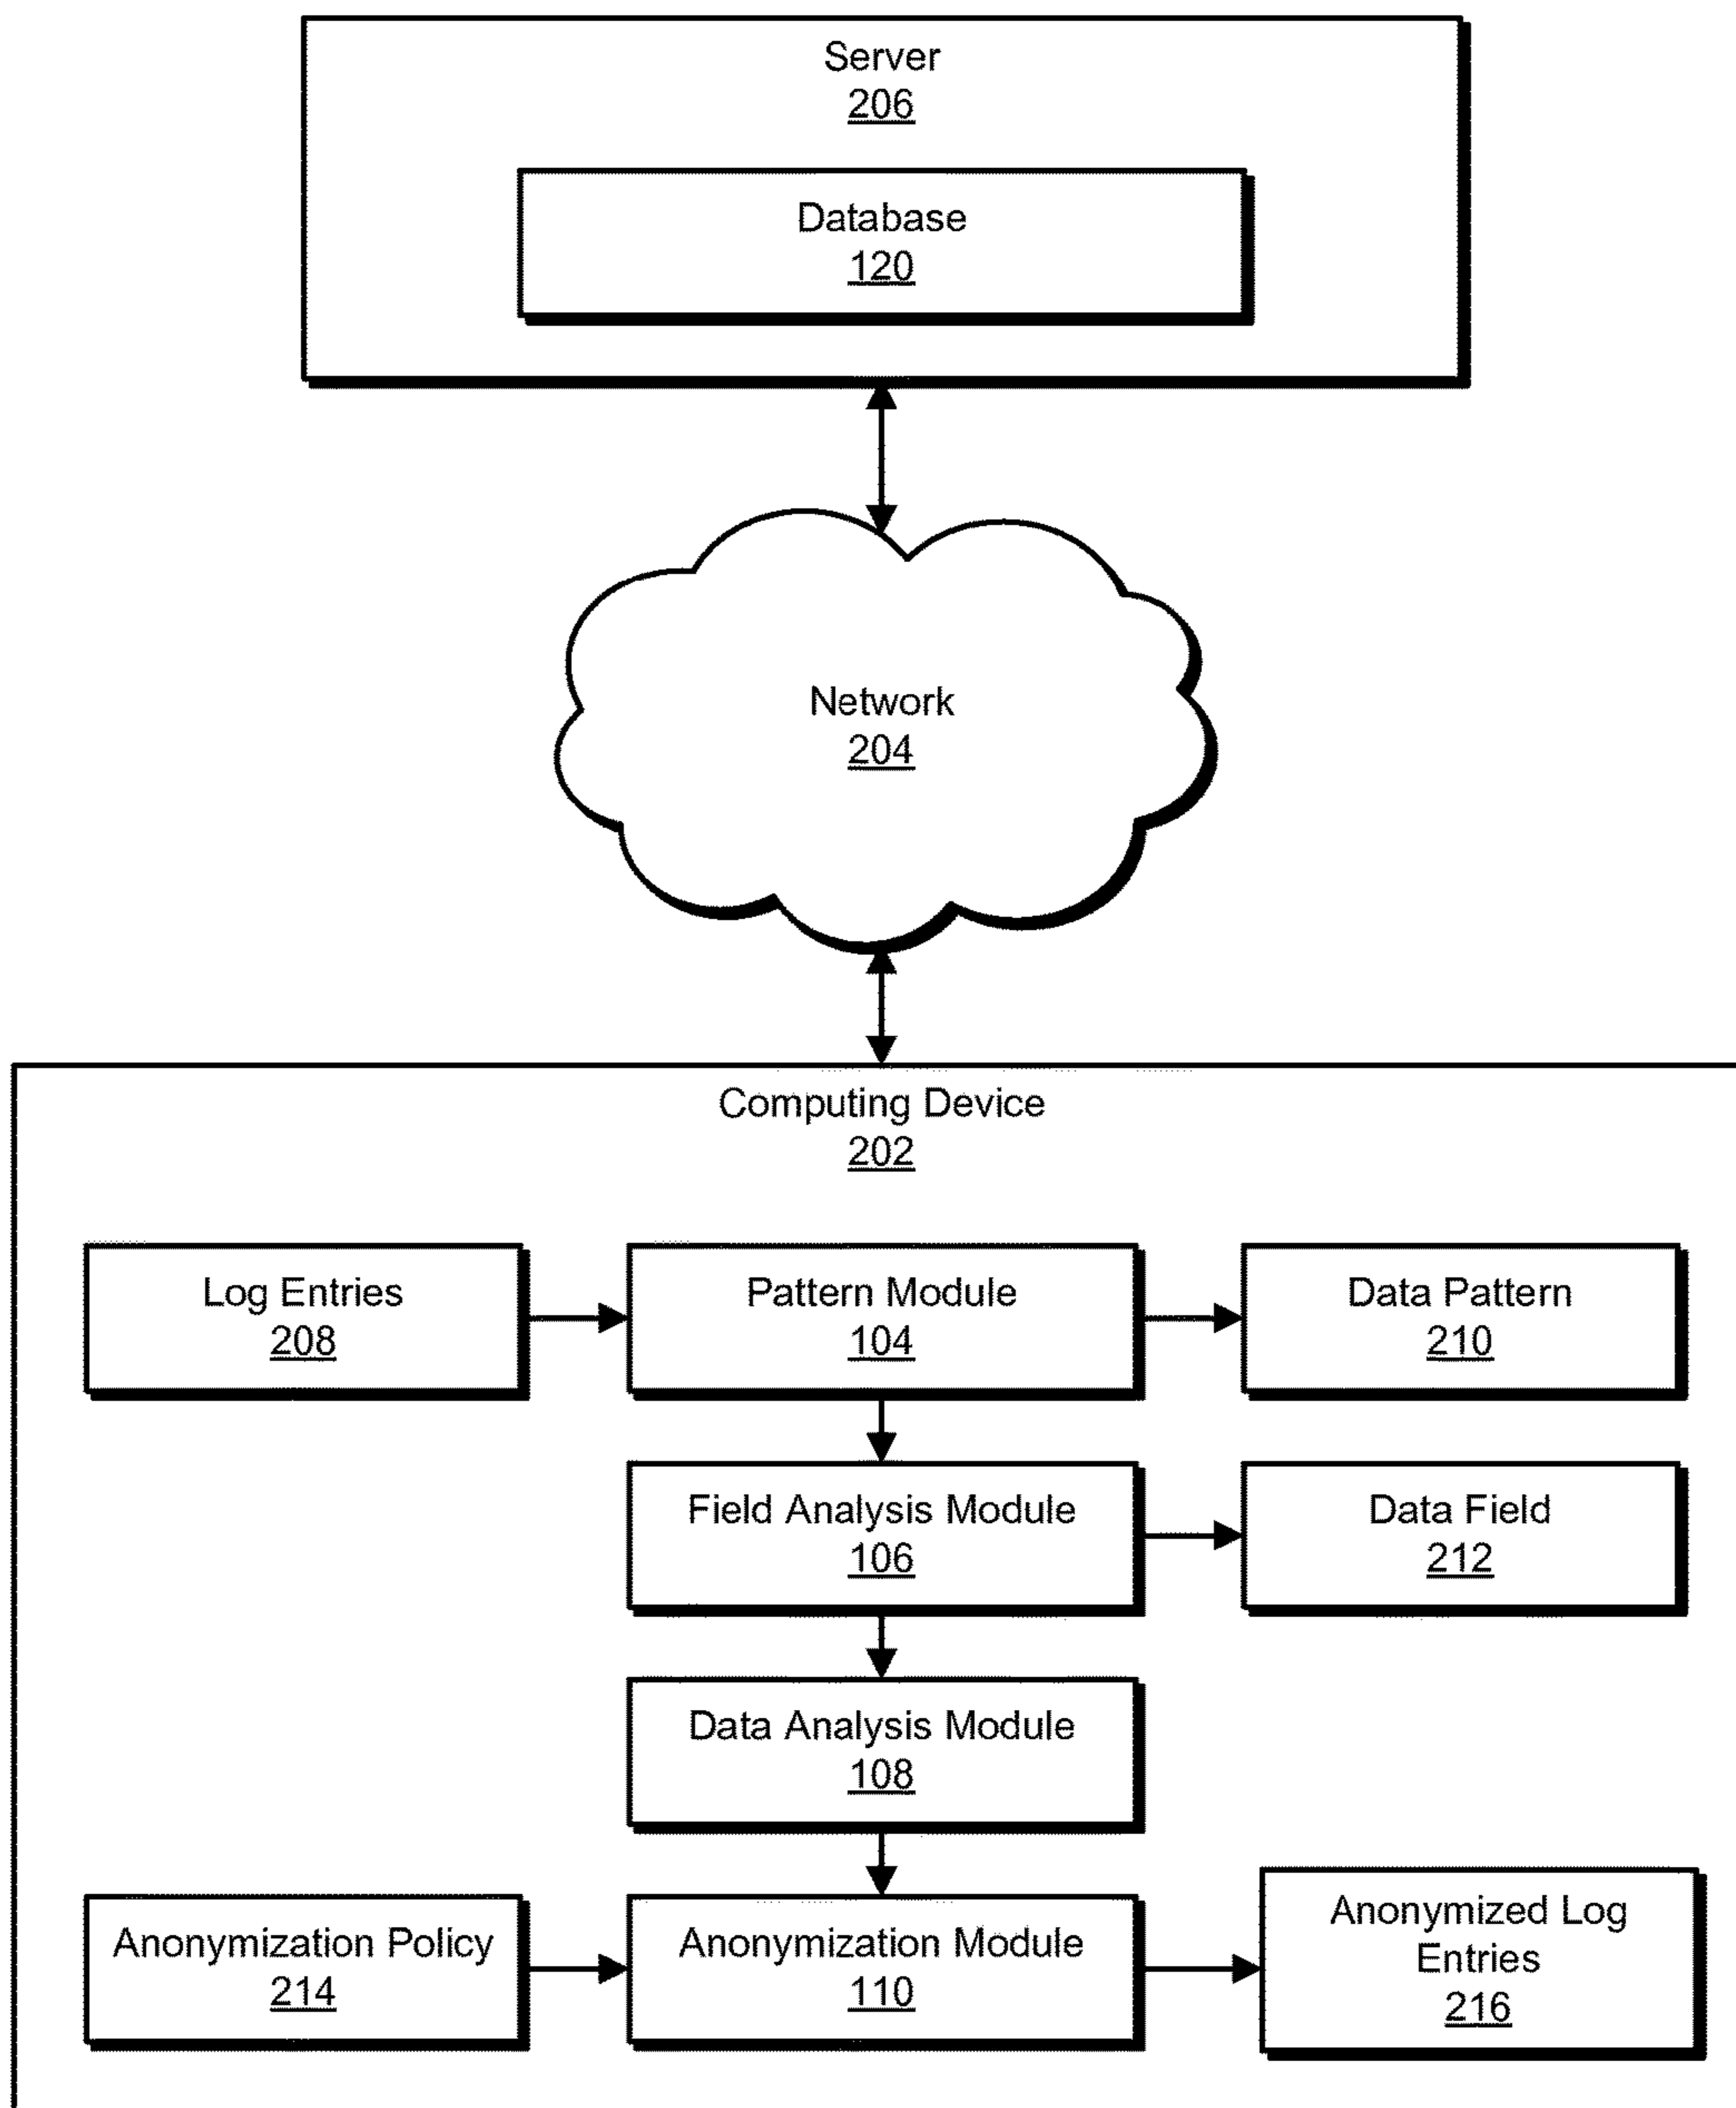 Server
206
Database
120
Network
204
Computing Device
202
Log Entries
208
Pattern Module
104
Data Pattern
210
Field Analysis Module
106
Data Field
212
Data Analysis Module
108
Anonymization Policy
214
Anonymization Module
110
Anonymized Log
Entries
216